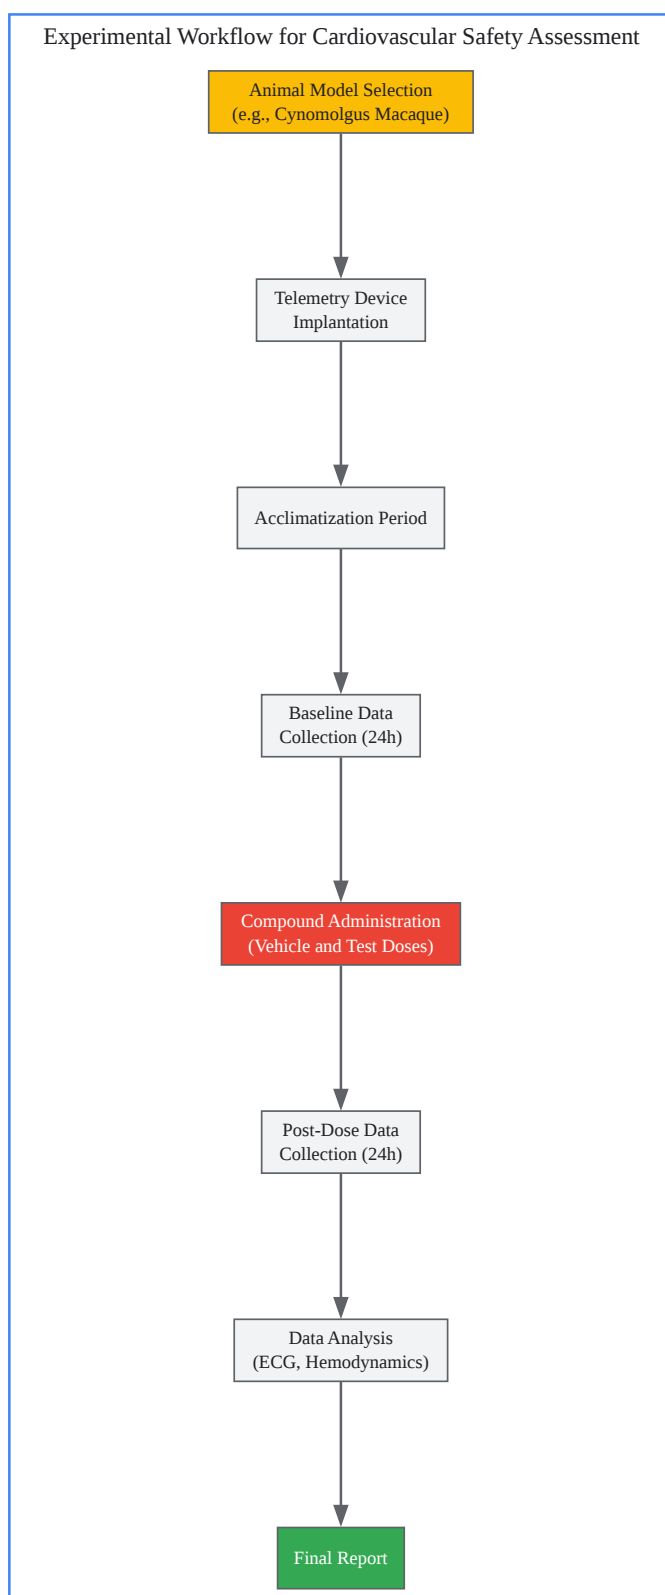 Experimental Workflow for Cardiovascular Safety Assessment
Animal Model Selection
(e.g., Cynomolgus Macaque)
Telemetry Device
Implantation
Acclimatization Period
Baseline Data
Collection (24h)
Compound Administration
(Vehicle and Test Doses)
Post-Dose Data
Collection (24h)
Data Analysis
(ECG, Hemodynamics)
Final Report